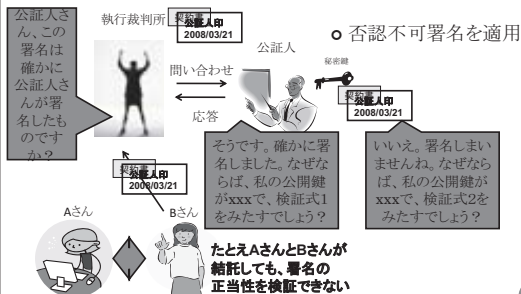 公証人さ
ん、この
署名は
確かに
公証人さ
んが署
名したも
のです
か？
執行裁判所
契約書
公証人印
2008/03/21
公証人
否認不可署名を適用
秘密鍵
問い合わせ
応答
契約書
公証人印
2008/03/21
そうです。確かに署
名しました。なぜな
らば、私の公開鍵
がxxxで、検証式1
をみたすでしょう？
いいえ。署名しまい
ませんね。なぜなら
ば、私の公開鍵が
xxxで、検証式2を
みたすでしょう？
契約書
公証人印
2008/03/21
Aさん
Bさん
たとえAさんとBさんが
結託しても、署名の
正当性を検証できない